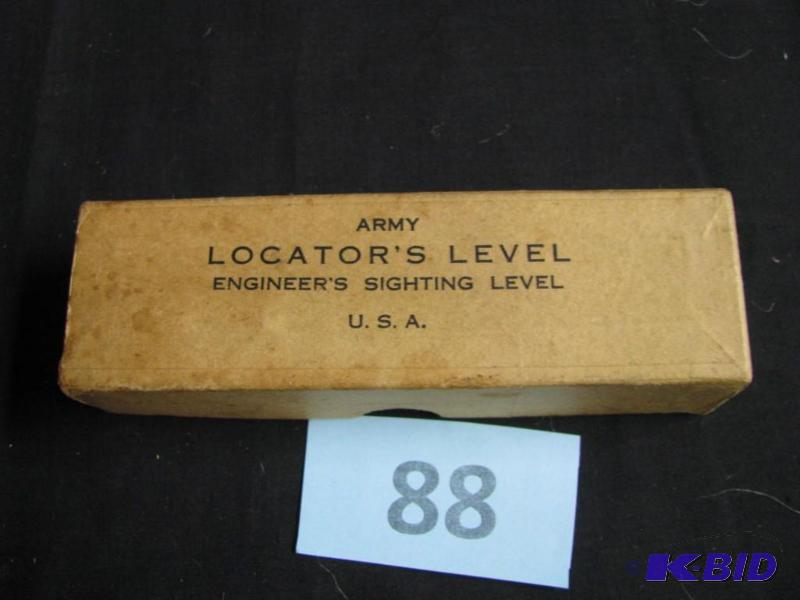 ARMY
LOCATOR'S LEVEL
ENGINEER'S SIGHTING LEVEL
U. S. A.
88
© K-BID